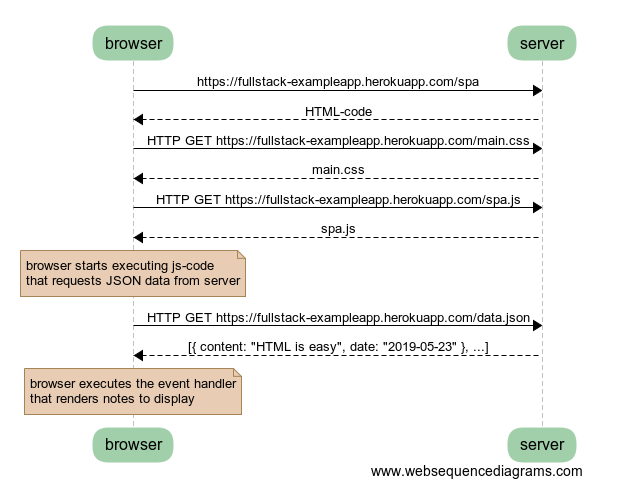 browser
server
https://fullstack-exampleapp.herokuapp.com/spa
HTML-code
HTTP GET https://fullstack-exampleapp.herokuapp.com/main.css
main.css
HTTP GET https://fullstack-exampleapp.herokuapp.com/spa.js
spa.js
browser starts executing js-code
that requests JSON data from server
HTTP GET https://fullstack-exampleapp.herokuapp.com/data.json
[{ content: "HTML is easy", date: "2019-05-23" }, ...]
browser executes the event handler
that renders notes to display
browser
server
www.websequencediagrams.com